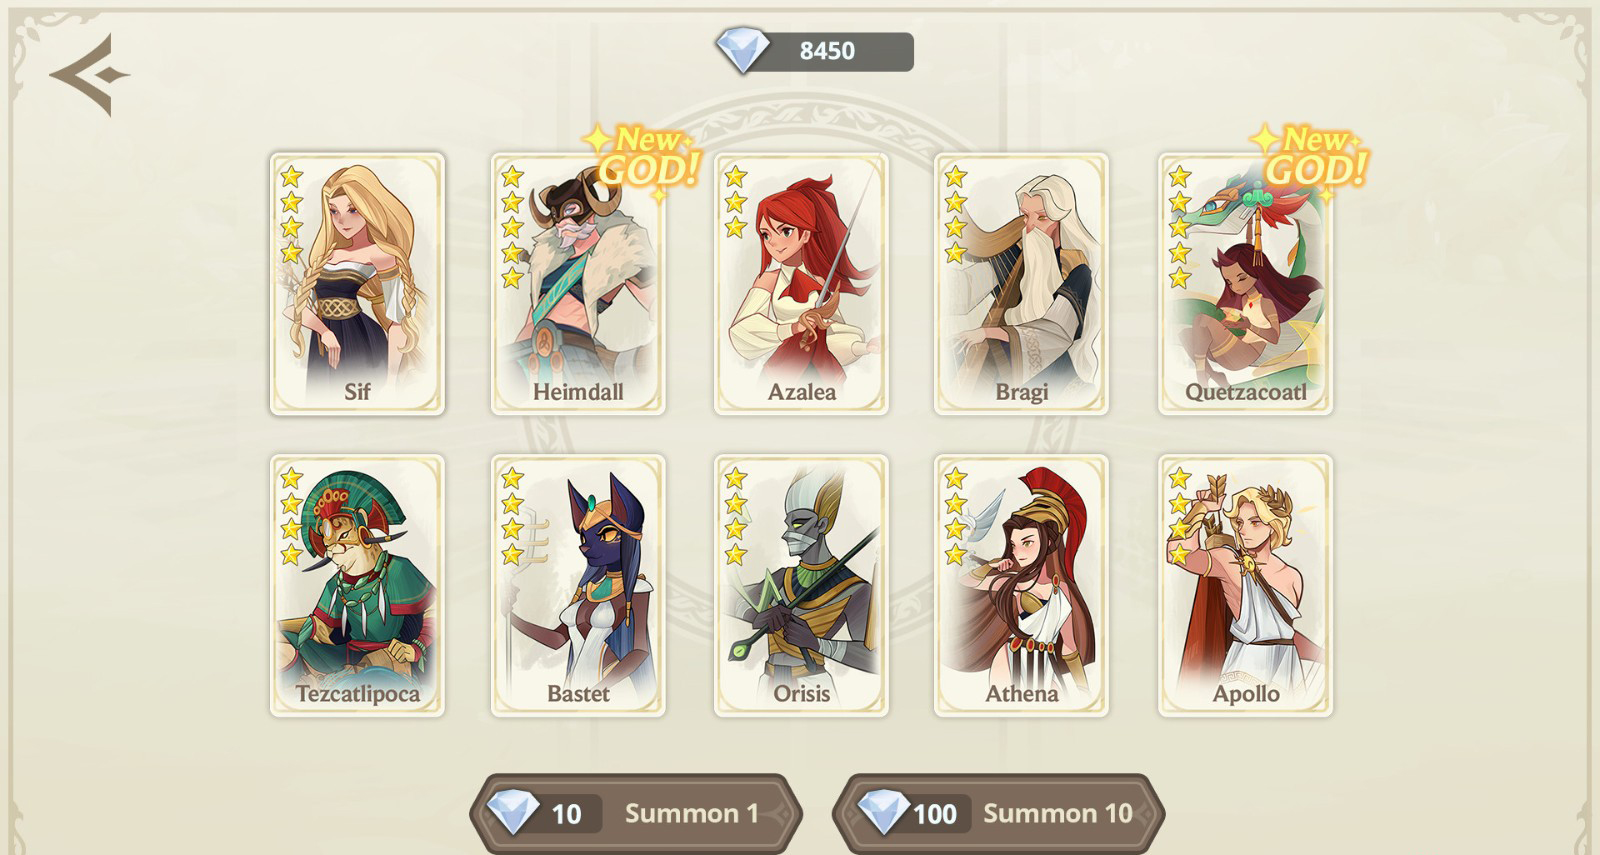 8450
New
GOD!
New
GOD!
Sif
Heimdall
Azalea
Bragi
Quetzacoatl
Tezcatlipoca
Bastet
Orisis
Athena
Apollo
10 Summon 1
100 Summon 10